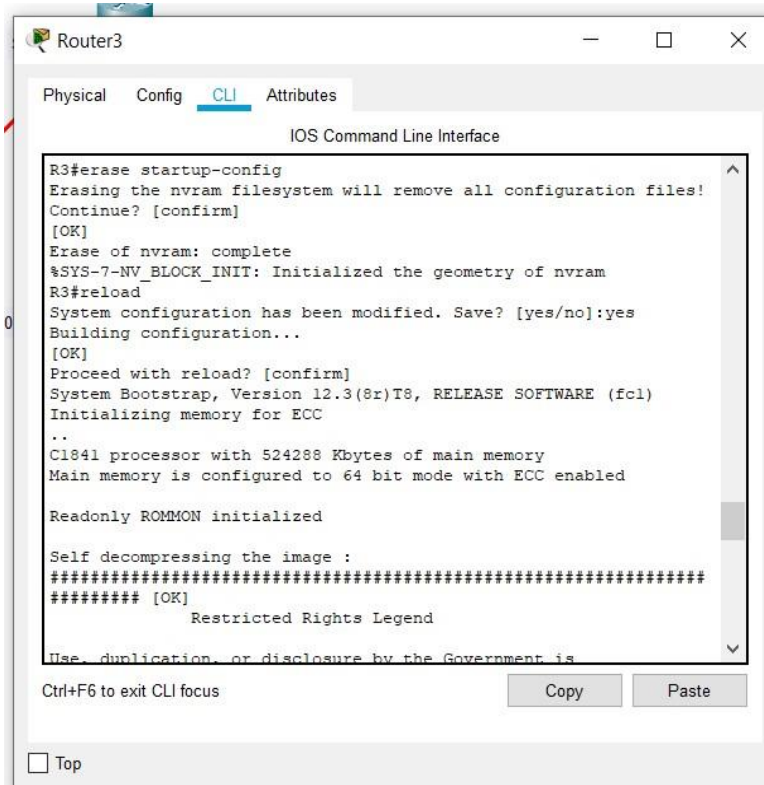 Router3
Physical Config CLI Attributes
IOS Command Line Interface
R3#erase startup-config
Erasing the nvram filesystem will remove all configuration files!
Continue? [confirm]
[OK]
Erase of nvram: complete
%SYS-7-NV_BLOCK_INIT: Initialized the geometry of nvram
R3#reload
System configuration has been modified. Save? [yes/no]:yes
Building configuration...
[OK]
Proceed with reload? [confirm]
System Bootstrap, Version 12.3(8r)T8, RELEASE SOFTWARE (fc1)
Initializing memory for ECC
..
C1841 processor with 524288 Kbytes of main memory
Main memory is configured to 64 bit mode with ECC enabled
Readonly ROMMON initialized
Self decompressing the image :
#################################################################
######### [OK]
Restricted Rights Legend
Use, duplication, or disclosure by the Government is
Ctrl+F6 to exit CLI focus
Copy Paste
Top
0